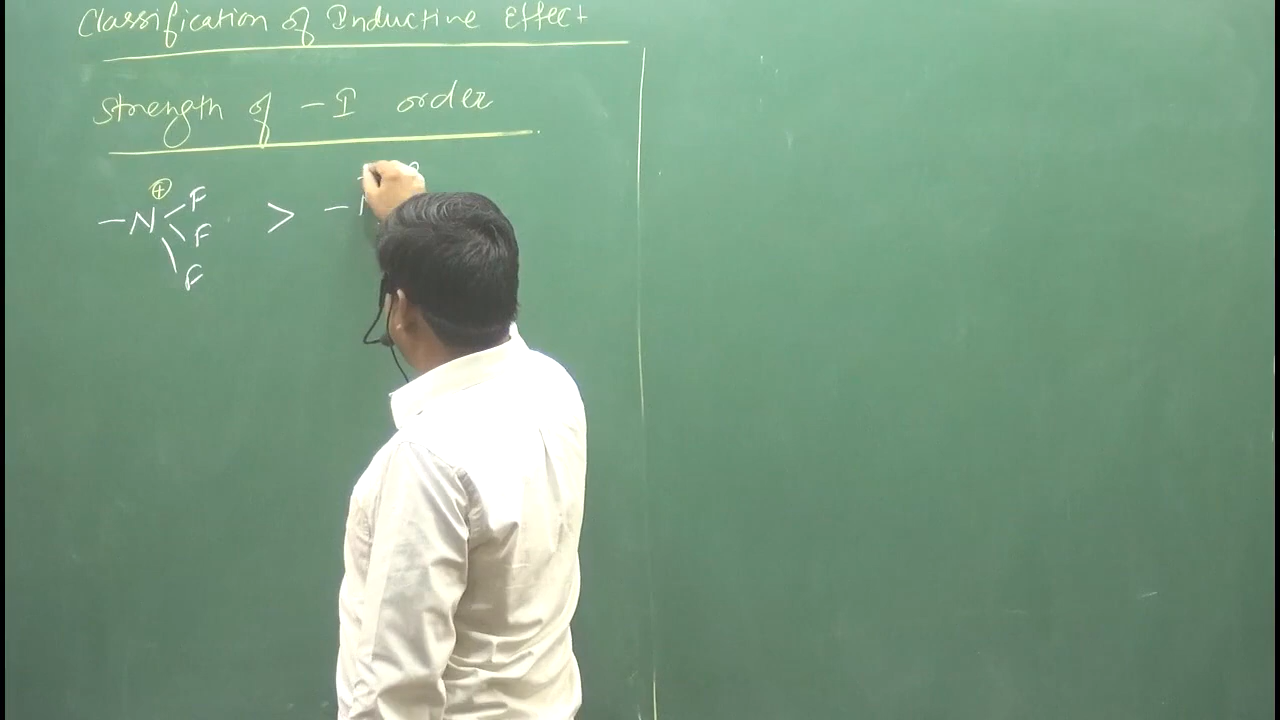 Classification of Inductive Effect
Strength of -I order
⊕
-N F > -
F
F